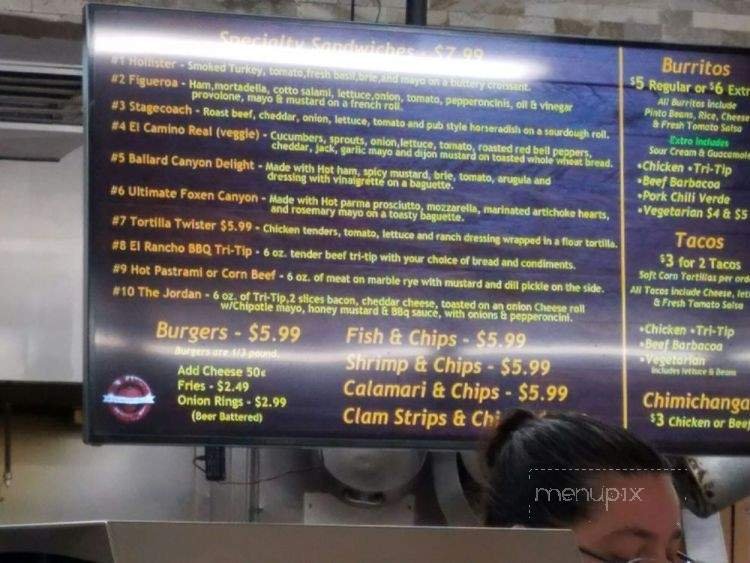 Specialty Sandwiches - $7.99
#1 Hollister - Smoked Turkey, tomato,fresh basil,brie,and mayo on a buttery croissant.
#2 Figueroa - Ham,mortadella, cotto salami, lettuce,onion, tomato, pepperoncinis, oil & vinegar
provolone, mayo & mustard on a french roll.
#3 Stagecoach - Roast beef, cheddar, onion, lettuce, tomato and pub style horseradish on a sourdough roll.
#4 El Camino Real (veggie) - Cucumbers, sprouts, onion,lettuce, tomato, roasted red bell peppers,
cheddar, jack, garlic mayo and dijon mustard on toasted whole wheat bread.
#5 Ballard Canyon Delight - Made with Hot ham, spicy mustard, brie, tomato, arugula and
dressing with vinaigrette on a baguette.
#6 Ultimate Foxen Canyon - Made with Hot parma prosciutto, mozzarella, marinated artichoke hearts,
and rosemary mayo on a toasty baguette.
#7 Tortilla Twister $5.99 - Chicken tenders, tomato, lettuce and ranch dressing wrapped in a flour tortilla.
#8 El Rancho BBQ Tri-Tip - 6 oz. tender beef tri-tip with your choice of bread and condiments.
#9 Hot Pastrami or Corn Beef - 6 oz. of meat on marble rye with mustard and dill pickle on the side.
#10 The Jordan - 6 oz. of Tri-Tip,2 slices bacon, cheddar cheese, toasted on an onion Cheese roll
w/Chipotle mayo, honey mustard & BBq sauce, with onions & pepperoncini.
Burgers - $5.99
Burgers are 1/3 pound.
Add Cheese 50¢
Fries - $2.49
Onion Rings - $2.99
(Beer Battered)
Fish & Chips - $5.99
Shrimp & Chips - $5.99
Calamari & Chips - $5.99
Clam Strips & Chi
Burritos
$5 Regular or $6 Extr
All Burritos include
Pinto Beans, Rice, Cheese
& Fresh Tomato Salsa
Extra includes
Sour Cream & Guacamole
•Chicken •Tri-Tip
•Beef Barbacoa
•Pork Chili Verde
•Vegetarian $4 & $5
Tacos
$3 for 2 Tacos
Soft Corn Tortillas per ord
All Tacos include Cheese, let
& Fresh Tomato Salsa
•Chicken •Tri-Tip
•Beef Barbacoa
•Vegetarian
Includes lettuce & Beans
Chimichanga
$3 Chicken or Beef
menupix